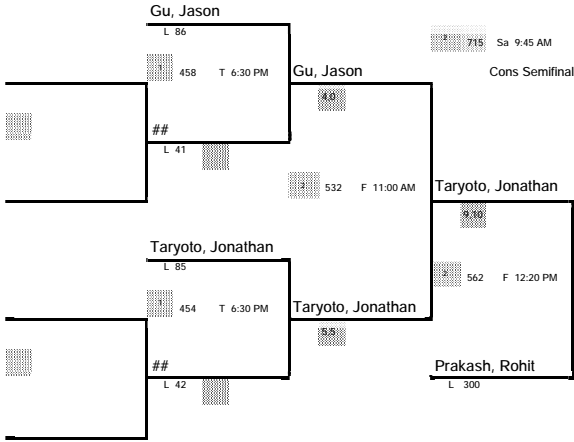 Gu, Jason
L 86
2 715 Sa 9:45 AM
1 458 T 6:30 PM
Gu, Jason
Cons Semifinal
4.0
##
L 41
2 532 F 11:00 AM
Taryoto, Jonathan
9.10
Taryoto, Jonathan
L 85
2 562 F 12:20 PM
1 454 T 6:30 PM
Taryoto, Jonathan
5.5
##
L 42
Prakash, Rohit
L 300